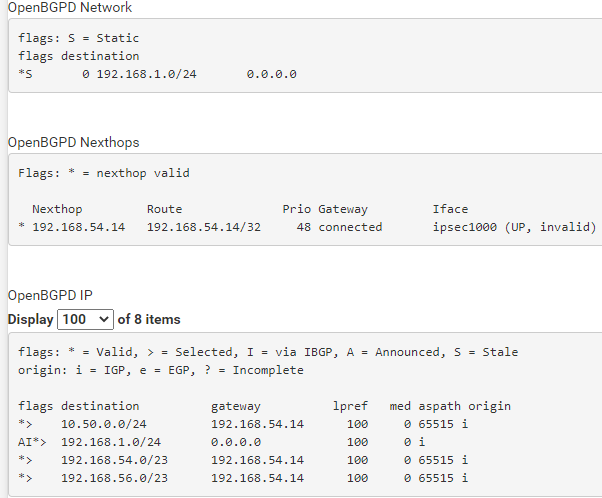 OpenBGPD Network
flags: S = Static
flags destination
*S       0 192.168.1.0/24       0.0.0.0
OpenBGPD Nexthops
Flags: * = nexthop valid
  Nexthop         Route                  Prio Gateway         Iface
* 192.168.54.14   192.168.54.14/32     48 connected       ipsec1000 (UP, invalid)
OpenBGPD IP
Display 100 of 8 items
flags: * = Valid, > = Selected, I = via IBGP, A = Announced, S = Stale
origin: i = IGP, e = EGP, ? = Incomplete
flags destination          gateway          lpref   med aspath origin
*>    10.50.0.0/24         192.168.54.14      100     0 65515 i
AI*>  192.168.1.0/24       0.0.0.0            100     0 i
*>    192.168.54.0/23      192.168.54.14      100     0 65515 i
*>    192.168.56.0/23      192.168.54.14      100     0 65515 i